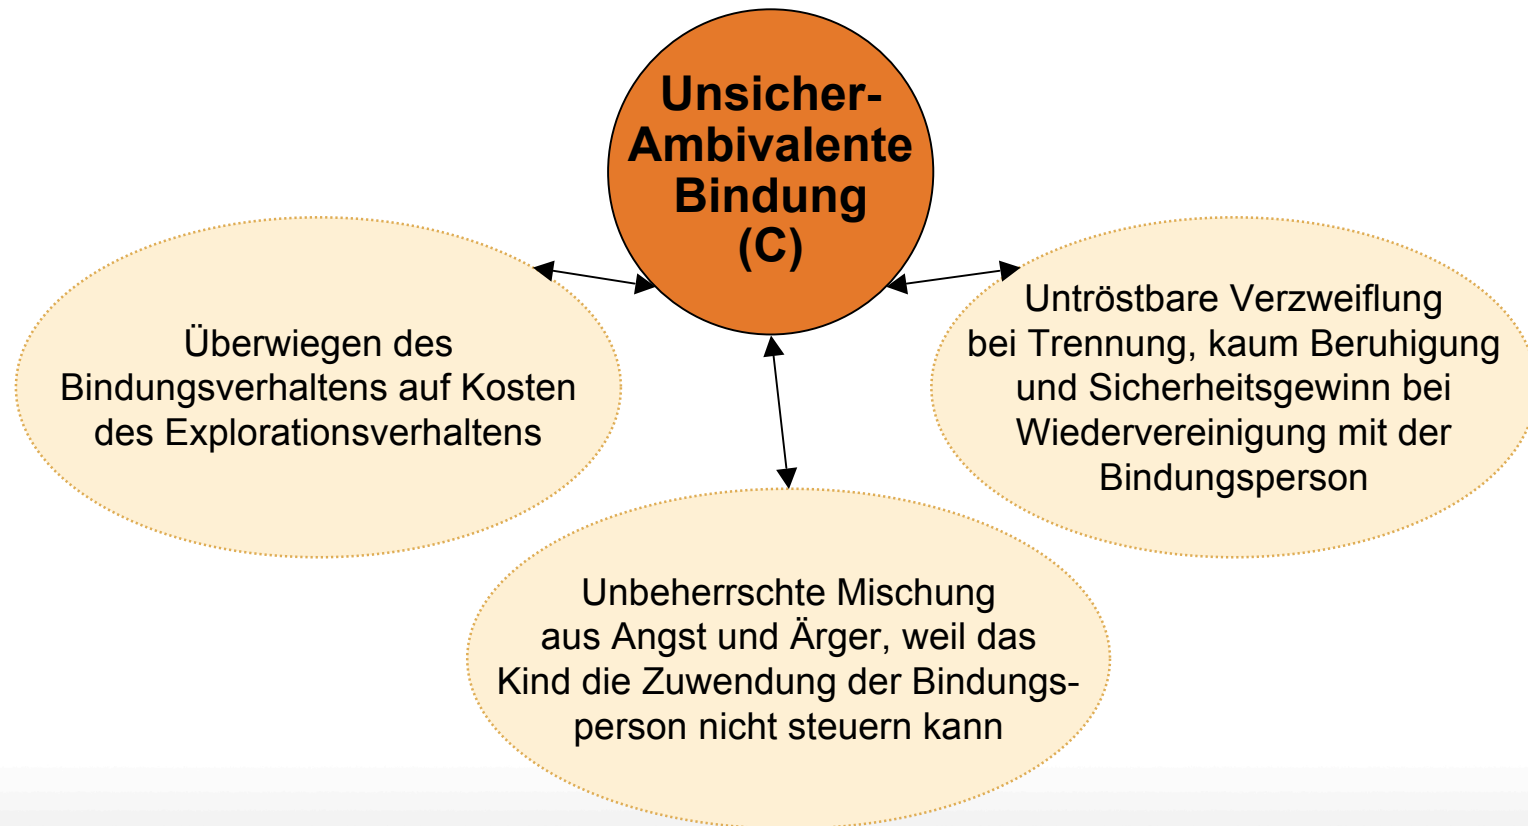 Unsicher-
Ambivalente
Bindung
(C)
Überwiegen des
Bindungsverhaltens auf Kosten
des Explorationsverhaltens
Untröstbare Verzweiflung
bei Trennung, kaum Beruhigung
und Sicherheitsgewinn bei
Wiedervereinigung mit der
Bindungsperson
Unbeherrschte Mischung
aus Angst und Ärger, weil das
Kind die Zuwendung der Bindungs-
person nicht steuern kann